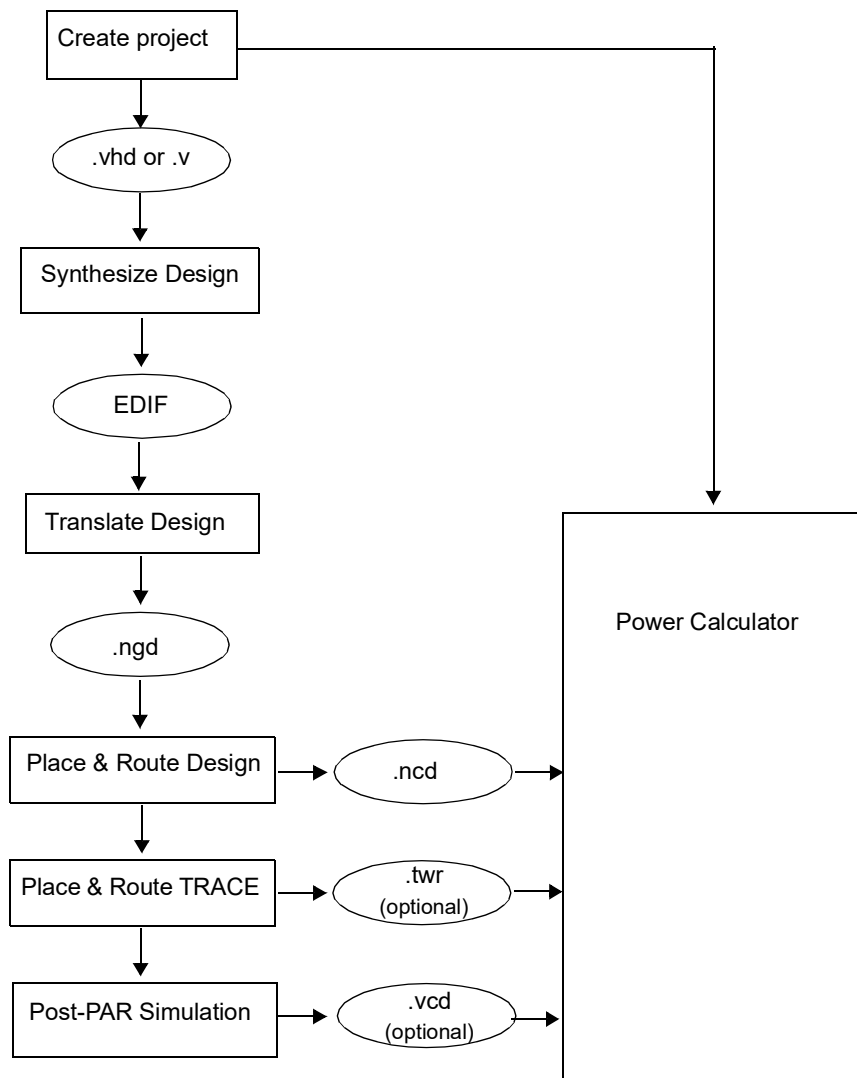 Create project
.vhd or .v
Synthesize Design
EDIF
Translate Design
Power Calculator
.ngd
Place & Route Design
.ncd
Place & Route TRACE
.twr
(optional)
Post-PAR Simulation
.vcd
(optional)